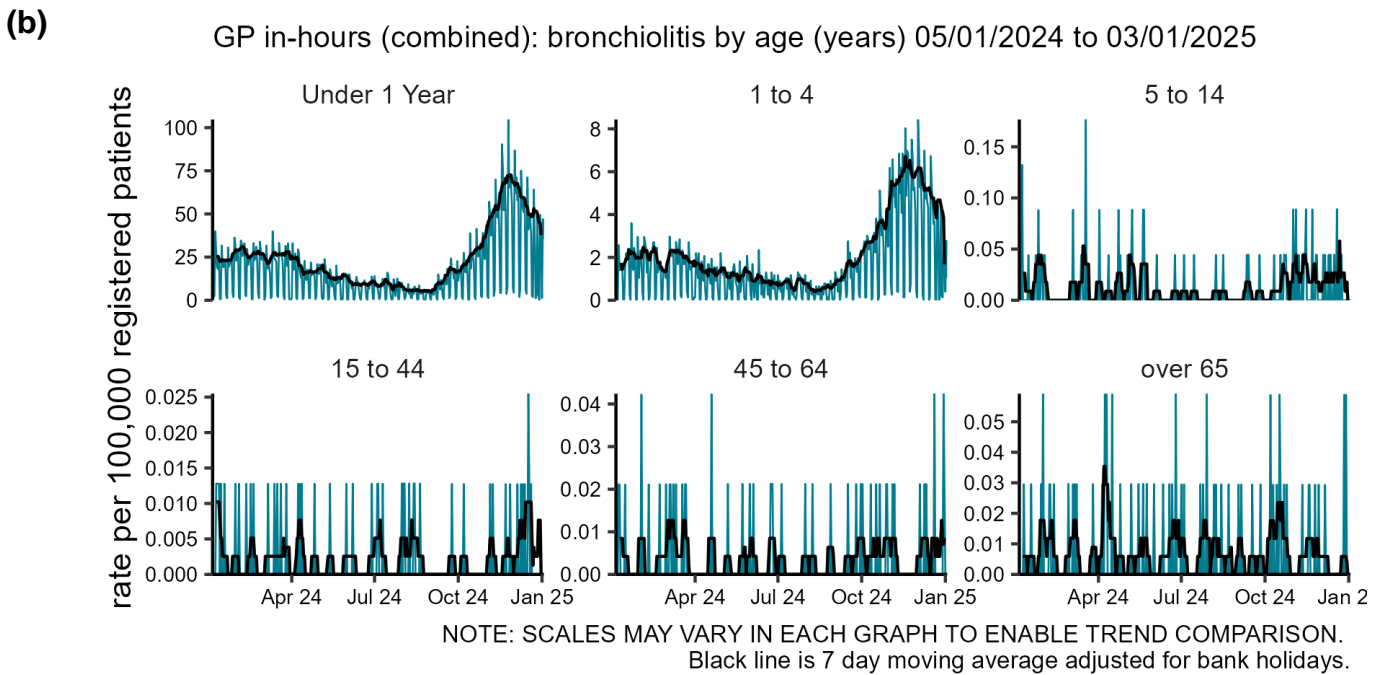 (b)
GP in-hours (combined): bronchiolitis by age (years) 05/01/2024 to 03/01/2025
rate per 100,000 registered patients
Under 1 Year
100
75
50
25
0
1 to 4
8
6
4
2
0
5 to 14
0.15
0.10
0.05
0.00
15 to 44
0.025
0.020
0.015
0.010
0.005
0.000
Apr 24 Jul 24 Oct 24 Jan 25
45 to 64
0.04
0.03
0.02
0.01
0.00
Apr 24 Jul 24 Oct 24 Jan 25
over 65
0.05
0.04
0.03
0.02
0.01
0.00
Apr 24 Jul 24 Oct 24 Jan 2
NOTE: SCALES MAY VARY IN EACH GRAPH TO ENABLE TREND COMPARISON.
Black line is 7 day moving average adjusted for bank holidays.